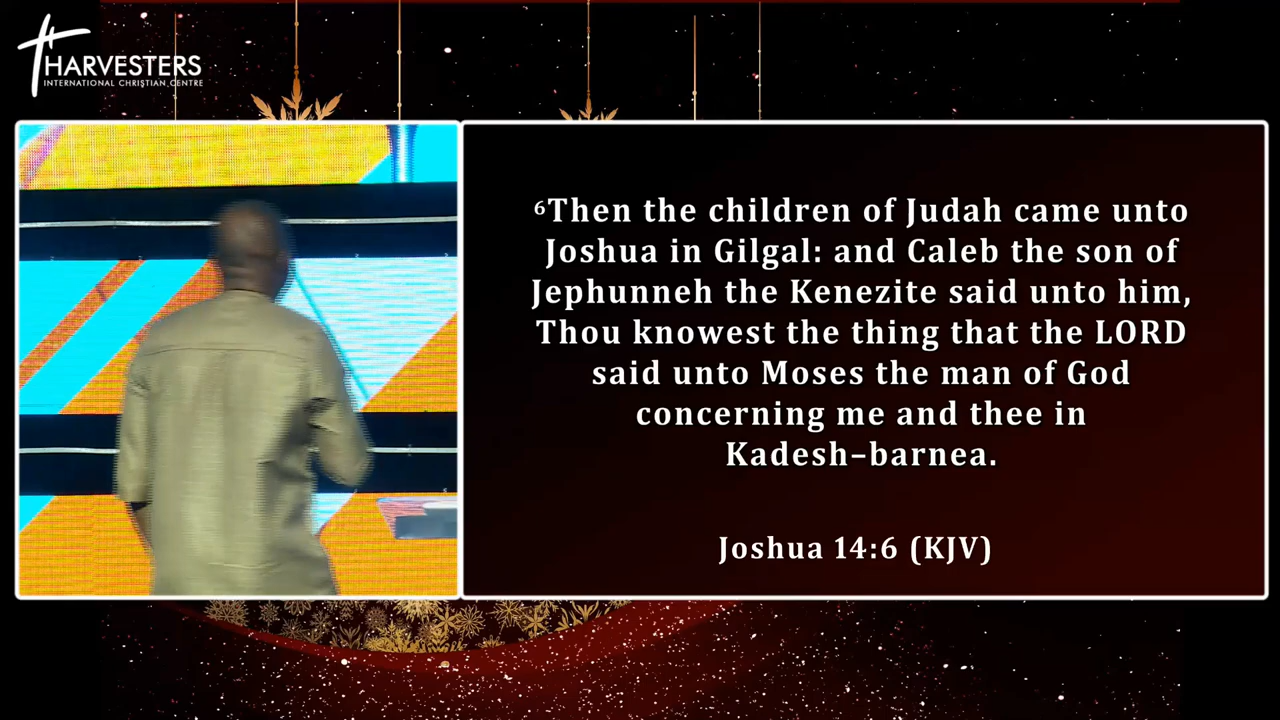 HARVESTERS
INTERNATIONAL CHRISTIAN CENTRE
⁶Then the children of Judah came unto
Joshua in Gilgal: and Caleb the son of
Jephunneh the Kenezite said unto him,
Thou knowest the thing that the LORD
said unto Moses the man of God
concerning me and thee in
Kadesh–barnea.
Joshua 14:6 (KJV)